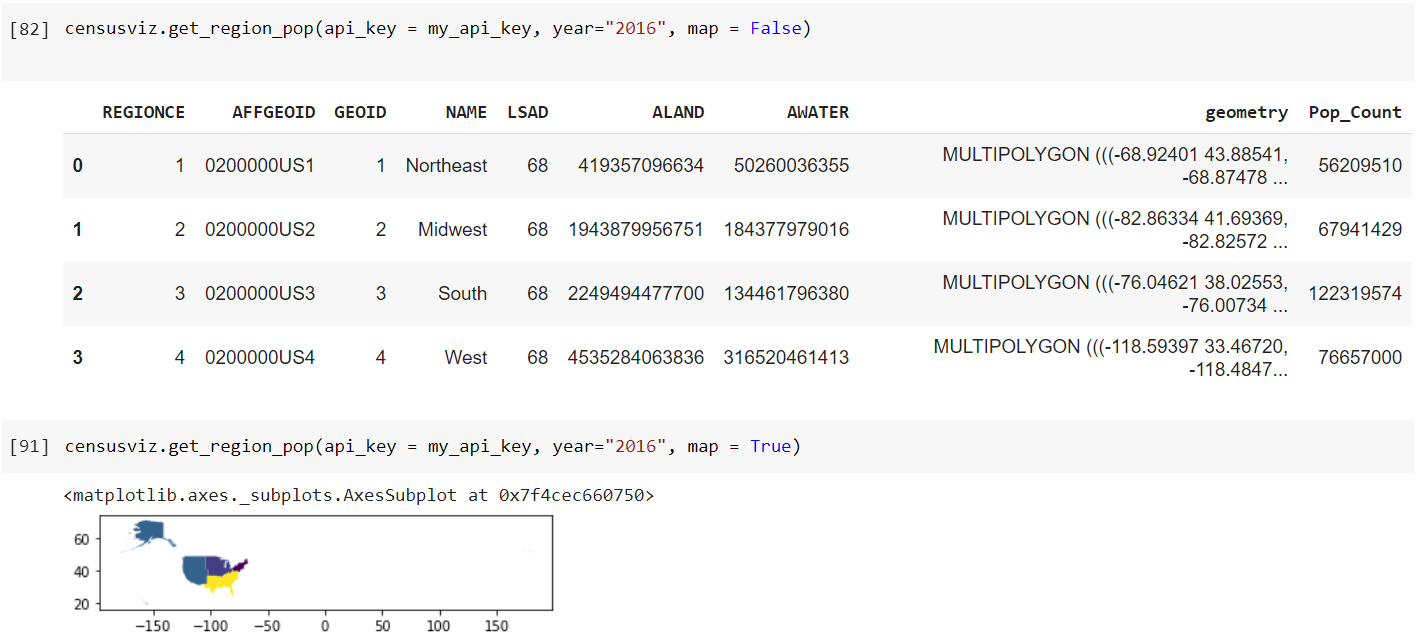 [82] censusviz.get_region_pop(api_key = my_api_key, year="2016", map = False)
REGIONCE AFFGEOID GEOID NAME LSAD ALAND AWATER geometry Pop_Count
0 1 0200000US1 1 Northeast 68 419357096634 50260036355 MULTIPOLYGON (((-68.92401 43.88541, 56209510
-68.87478 ...
1 2 0200000US2 2 Midwest 68 1943879956751 184377979016 MULTIPOLYGON (((-82.86334 41.69369, 67941429
-82.82572 ...
2 3 0200000US3 3 South 68 2249494477700 134461796380 MULTIPOLYGON (((-76.04621 38.02553, 122319574
-76.00734 ...
3 4 0200000US4 4 West 68 4535284063836 316520461413 MULTIPOLYGON (((-118.59397 33.46720, 76657000
-118.4847...
[91] censusviz.get_region_pop(api_key = my_api_key, year="2016", map = True)
<matplotlib.axes._subplots.AxesSubplot at 0x7f4cec660750>
60
40
20
−150 −100 −50 0 50 100 150